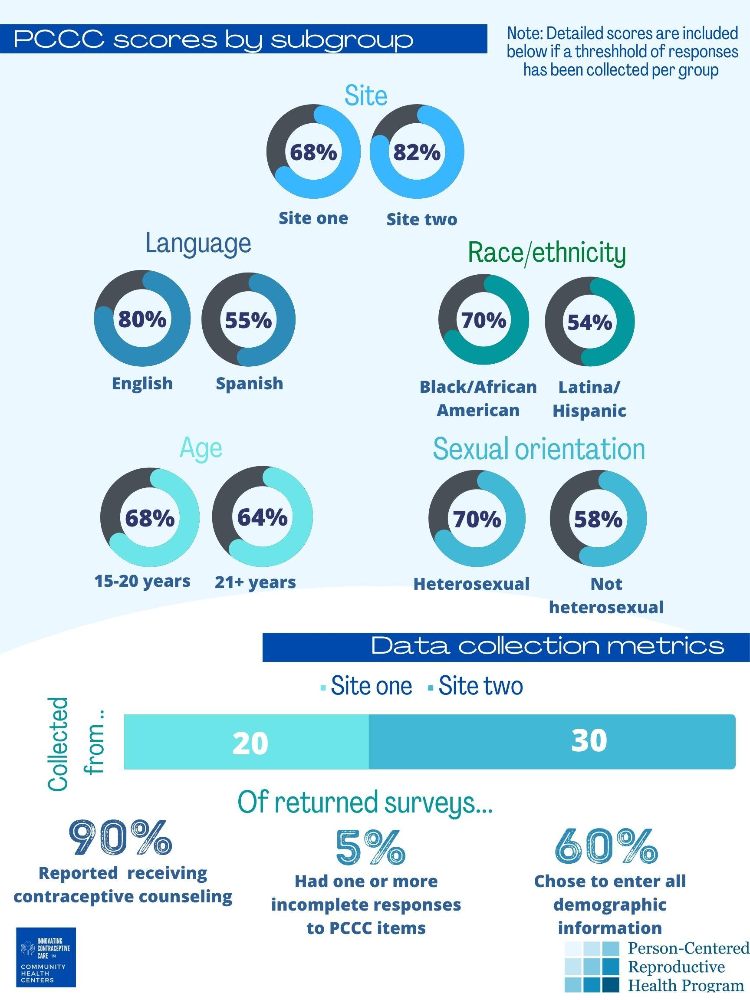 PCCC scores by subgroup
Note: Detailed scores are included
below if a threshhold of responses
has been collected per group
Site
68%
82%
Site one
Site two
Language
80%
55%
English
Spanish
Race/ethnicity
70%
54%
Black/African
American
Latina/
Hispanic
Age
68%
64%
15-20 years
21+ years
Sexual orientation
70%
58%
Heterosexual
Not
heterosexual
Data collection metrics
Site one
Site two
Collected
from ..
20
30
Of returned surveys...
90%
Reported receiving
contraceptive counseling
5%
Had one or more
incomplete responses
to PCCC items
60%
Chose to enter all
demographic
information
INNOVATING
CONTRACEPTIVE
CARE IN
COMMUNITY
HEALTH
CENTERS
Person-Centered
Reproductive
Health Program